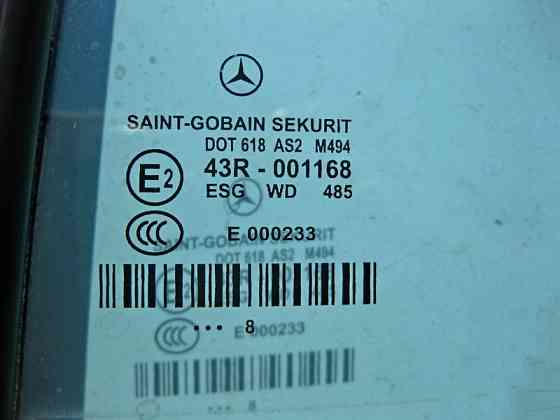 SAINT-GOBAIN SEKURIT
DOT 618 AS2 M494
E2 43R - 001168
ESG WD 485
CCC E 000233
••• 8
SAINT-GOBAIN SEKURIT
DOT 618 AS2 M494
E 000233
••• 8